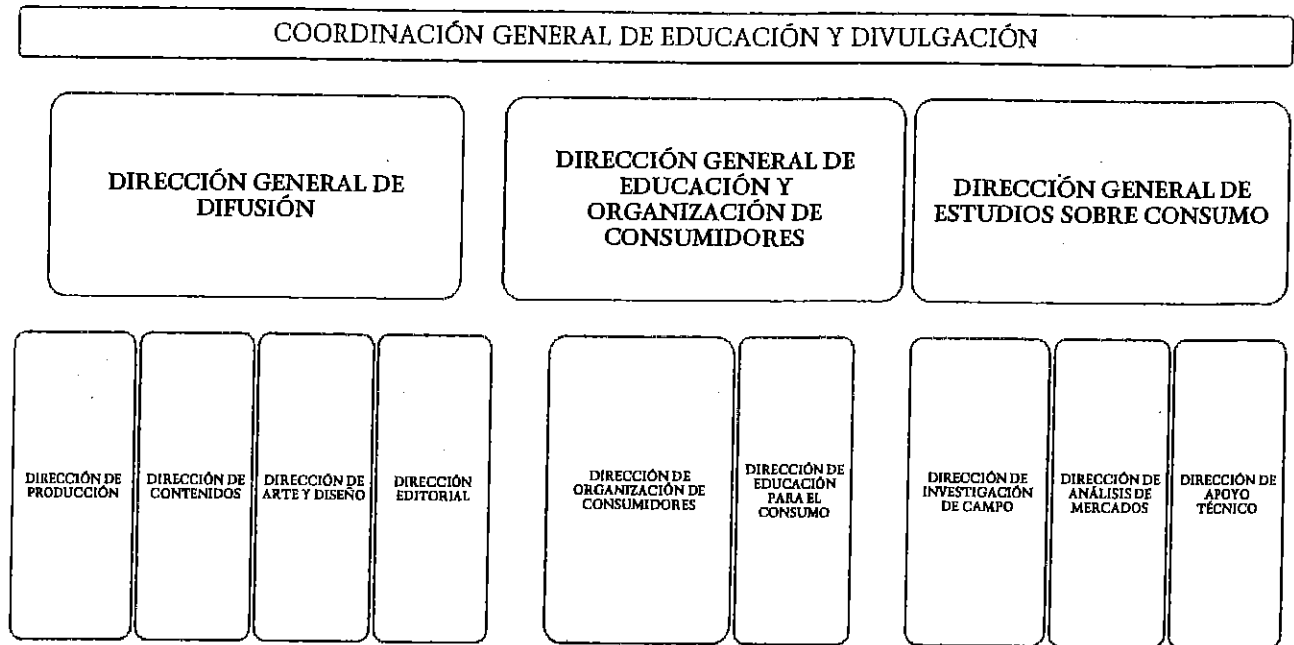 COORDINACIÓN GENERAL DE EDUCACIÓN Y DIVULGACIÓN
DIRECCIÓN GENERAL DE
DIFUSIÓN
DIRECCIÓN GENERAL DE
EDUCACIÓN Y
ORGANIZACIÓN DE
CONSUMIDORES
DIRECCIÓN GENERAL DE
ESTUDIOS SOBRE CONSUMO
DIRECCIÓN DE
PRODUCCIÓN
DIRECCIÓN DE
CONTENIDOS
DIRECCIÓN DE
ARTE Y DISEÑO
DIRECCIÓN
EDITORIAL
DIRECCIÓN DE
ORGANIZACIÓN DE
CONSUMIDORES
DIRECCIÓN DE
EDUCACIÓN
PARA EL
CONSUMO
DIRECCIÓN DE
INVESTIGACIÓN
DE CAMPO
DIRECCIÓN DE
ANÁLISIS DE
MERCADOS
DIRECCIÓN DE
APOYO
TÉCNICO